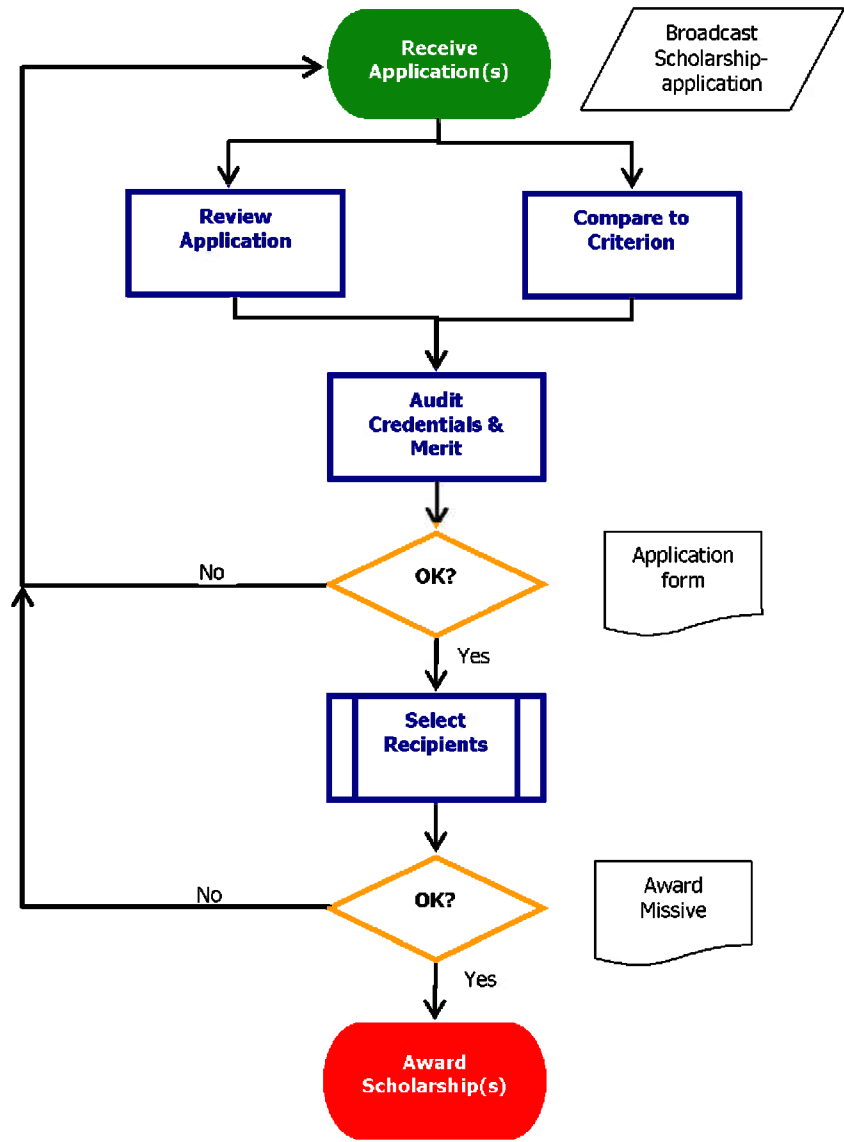 Receive
Application(s)
Broadcast
Scholarship-
application
Review
Application
Compare to
Criterion
Audit
Credentials &
Merit
OK?
No
Application
form
Yes
Select
Recipients
OK?
No
Award
Missive
Yes
Award
Scholarship(s)